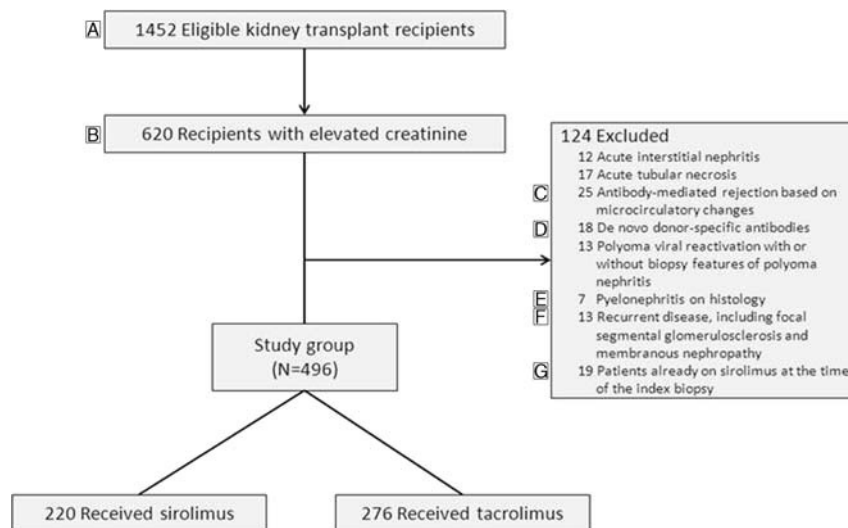 A 1452 Eligible kidney transplant recipients
B 620 Recipients with elevated creatinine
124 Excluded
12 Acute interstitial nephritis
17 Acute tubular necrosis
C 25 Antibody-mediated rejection based on
microcirculatory changes
D 18 De novo donor-specific antibodies
13 Polyoma viral reactivation with or
without biopsy features of polyoma
nephritis
E 7 Pyelonephritis on histology
F 13 Recurrent disease, including focal
segmental glomerulosclerosis and
membranous nephropathy
G 19 Patients already on sirolimus at the time
of the index biopsy
Study group
(N=496)
220 Received sirolimus
276 Received tacrolimus